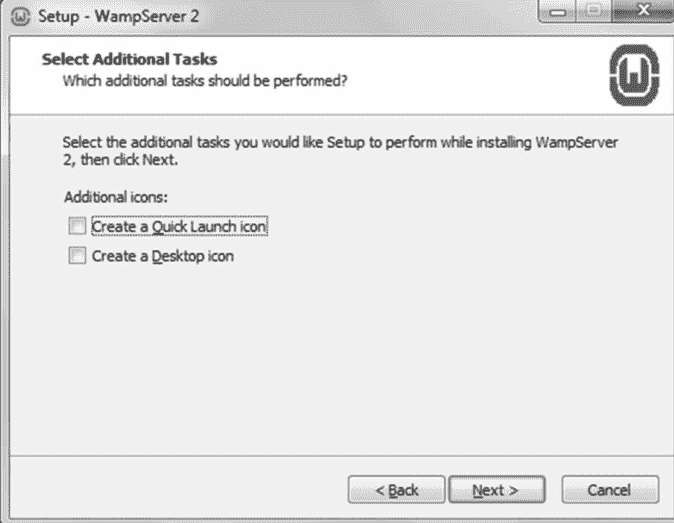 Setup - WampServer 2
Select Additional Tasks
Which additional tasks should be performed?
Select the additional tasks you would like Setup to perform while installing WampServer
2, then click Next.
Additional icons:
Create a Quick Launch icon
Create a Desktop icon
< Back
Next >
Cancel